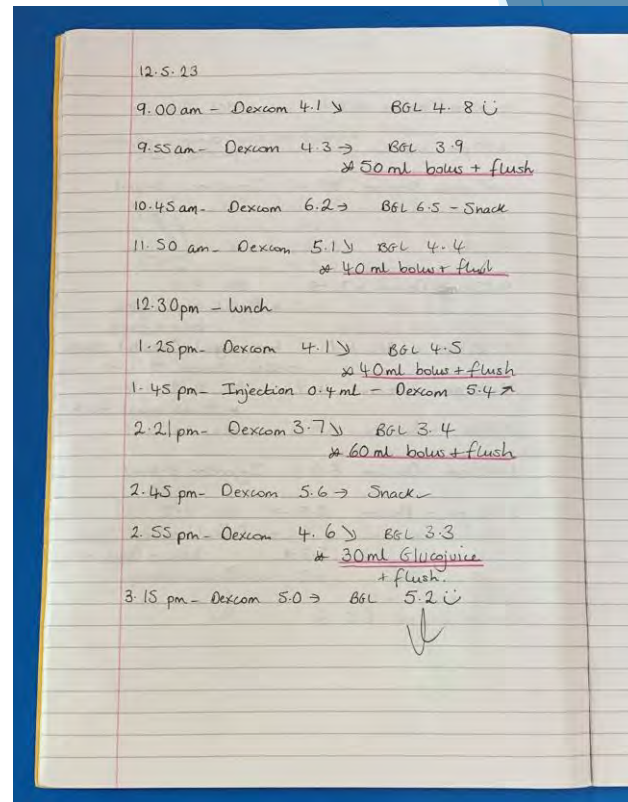 12.5.23
9.00 am - Dexcom 4.1 ↘ BGL 4.8 ☺
9.55 am - Dexcom 4.3 → BGL 3.9
* 50 ml bolus + flush
10.45 am - Dexcom 6.2 → BGL 6.5 - Snack
11.50 am - Dexcom 5.1 ↘ BGL 4.4
* 40 ml bolus + flush
12.30 pm - lunch
1.25 pm - Dexcom 4.1 ↘ BGL 4.5
* 40 ml bolus + flush
1.45 pm - Injection 0.4 ml - Dexcom 5.4 ↗
2.21 pm - Dexcom 3.7 ↘ BGL 3.4
* 60 ml bolus + flush
2.45 pm - Dexcom 5.6 → Snack
2.55 pm - Dexcom 4.6 ↘ BGL 3.3
* 30ml Glucojuice
+ flush.
3.15 pm - Dexcom 5.0 → BGL 5.2 ☺